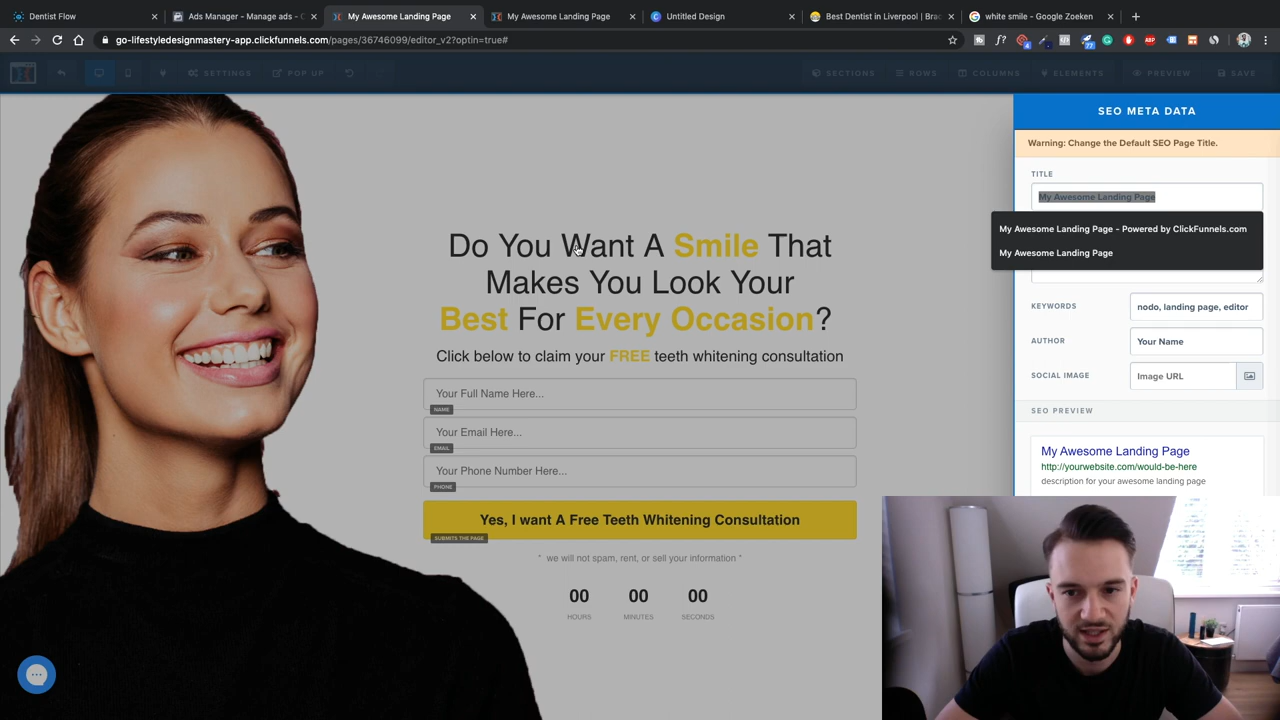 Dentist Flow
Ads Manager - Manage ads - C
My Awesome Landing Page
My Awesome Landing Page
Untitled Design
Best Dentist in Liverpool | Brac
white smile - Google Zoeken
go-lifestyledesignmastery-app.clickfunnels.com/pages/36746099/editor_v2?optin=true#
SETTINGS
POP UP
SECTIONS
ROWS
COLUMNS
ELEMENTS
PREVIEW
SAVE
Do You Want A Smile That
Makes You Look Your
Best For Every Occasion?
Click below to claim your FREE teeth whitening consultation
Your Full Name Here...
NAME
Your Email Here...
EMAIL
Your Phone Number Here...
PHONE
Yes, I want A Free Teeth Whitening Consultation
SUBMITS THE PAGE
* we will not spam, rent, or sell your information *
00 00 00
HOURS MINUTES SECONDS
SEO META DATA
Warning: Change the Default SEO Page Title.
TITLE
My Awesome Landing Page
My Awesome Landing Page - Powered by ClickFunnels.com
My Awesome Landing Page
KEYWORDS
nodo, landing page, editor
AUTHOR
Your Name
SOCIAL IMAGE
Image URL
SEO PREVIEW
My Awesome Landing Page
http://yourwebsite.com/would-be-here
description for your awesome landing page